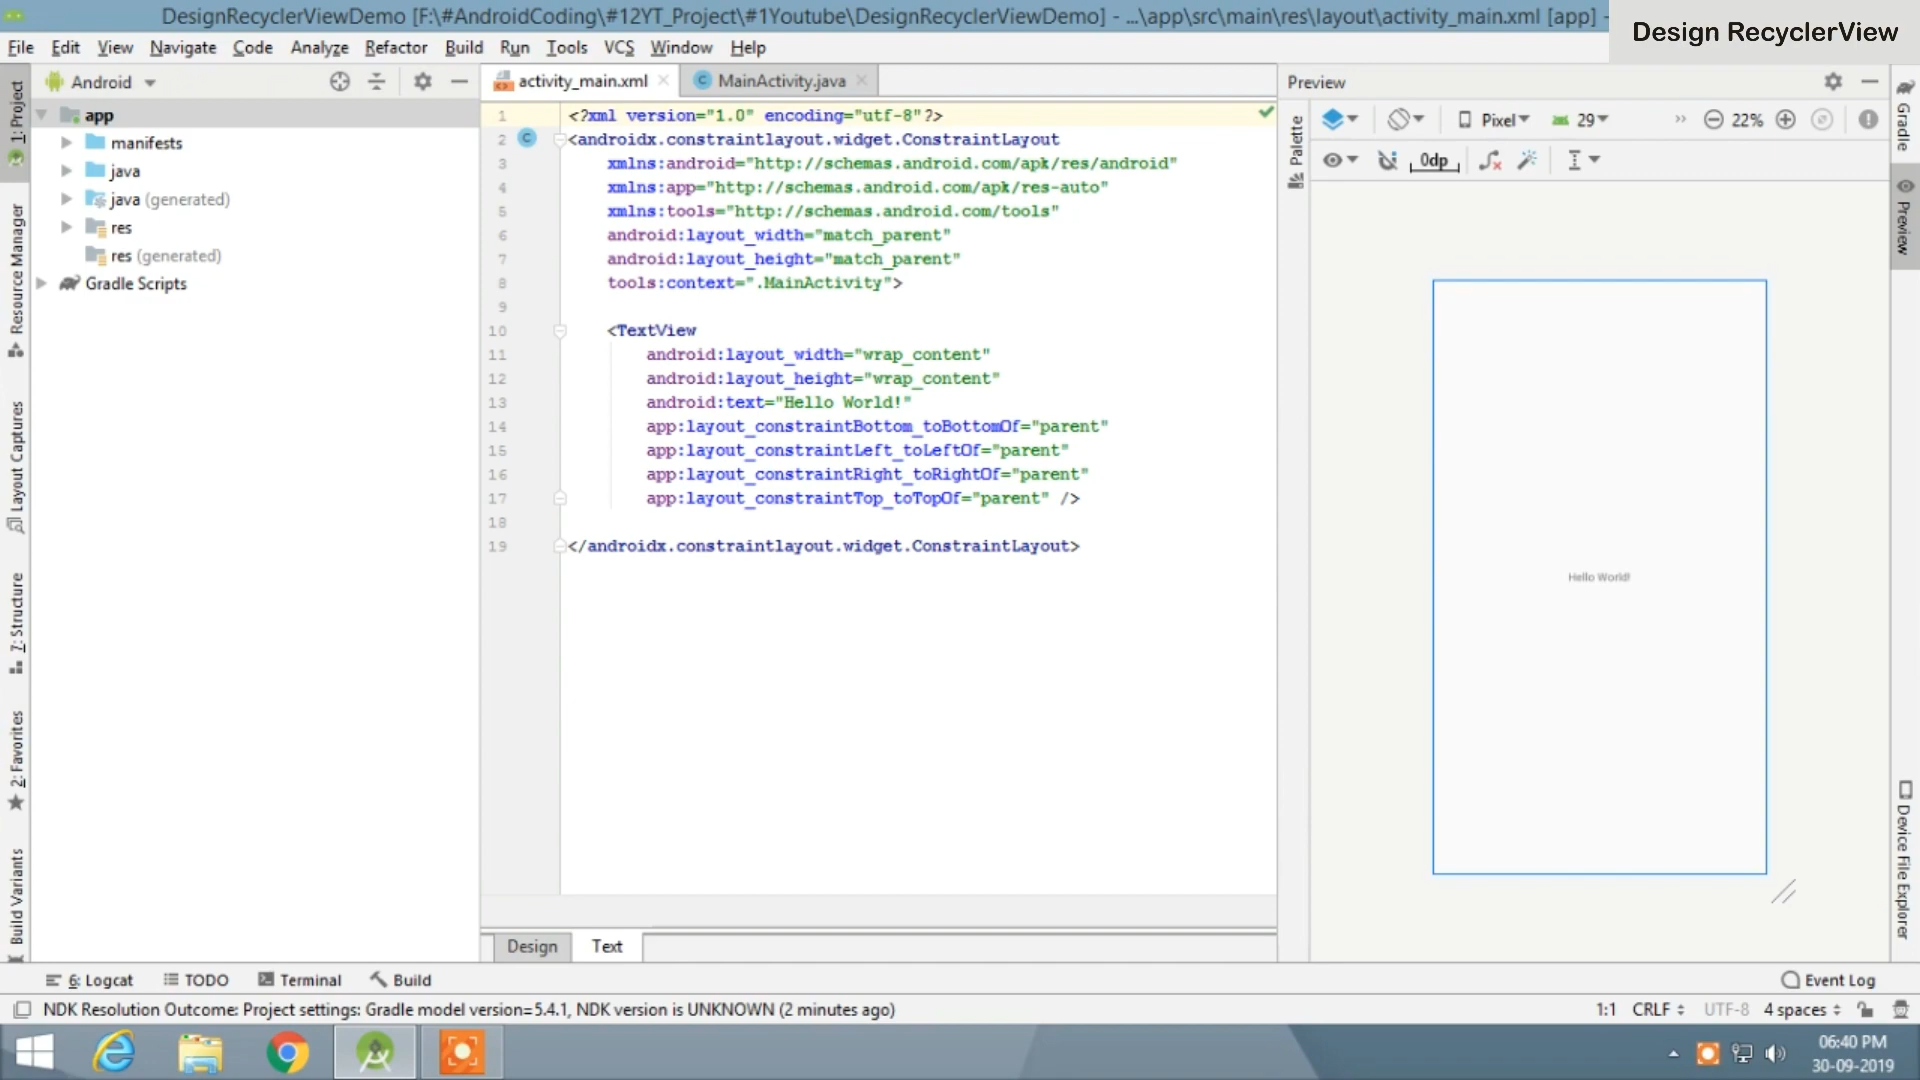 DesignRecyclerViewDemo [F:\#AndroidCoding\#12YT_Project\#1Youtube\DesignRecyclerViewDemo] - ...\app\src\main\res\layout\activity_main.xml [app] -
Design RecyclerView
File Edit View Navigate Code Analyze Refactor Build Run Tools VCS Window Help
Android
activity_main.xml
MainActivity.java
Preview
1: Project
Resource Manager
Layout Captures
7: Structure
2: Favorites
Build Variants
app
manifests
java
java (generated)
res
res (generated)
Gradle Scripts
1 <?xml version="1.0" encoding="utf-8"?>
2 <androidx.constraintlayout.widget.ConstraintLayout
3 xmlns:android="http://schemas.android.com/apk/res/android"
4 xmlns:app="http://schemas.android.com/apk/res-auto"
5 xmlns:tools="http://schemas.android.com/tools"
6 android:layout_width="match_parent"
7 android:layout_height="match_parent"
8 tools:context=".MainActivity">
9
10 <TextView
11 android:layout_width="wrap_content"
12 android:layout_height="wrap_content"
13 android:text="Hello World!"
14 app:layout_constraintBottom_toBottomOf="parent"
15 app:layout_constraintLeft_toLeftOf="parent"
16 app:layout_constraintRight_toRightOf="parent"
17 app:layout_constraintTop_toTopOf="parent" />
18
19 </androidx.constraintlayout.widget.ConstraintLayout>
Design Text
Palette
Pixel 29 22%
0dp
Hello World!
Gradle
Preview
Device File Explorer
6: Logcat TODO Terminal Build Event Log
NDK Resolution Outcome: Project settings: Gradle model version=5.4.1, NDK version is UNKNOWN (2 minutes ago)
1:1 CRLF UTF-8 4 spaces
06:40 PM
30-09-2019